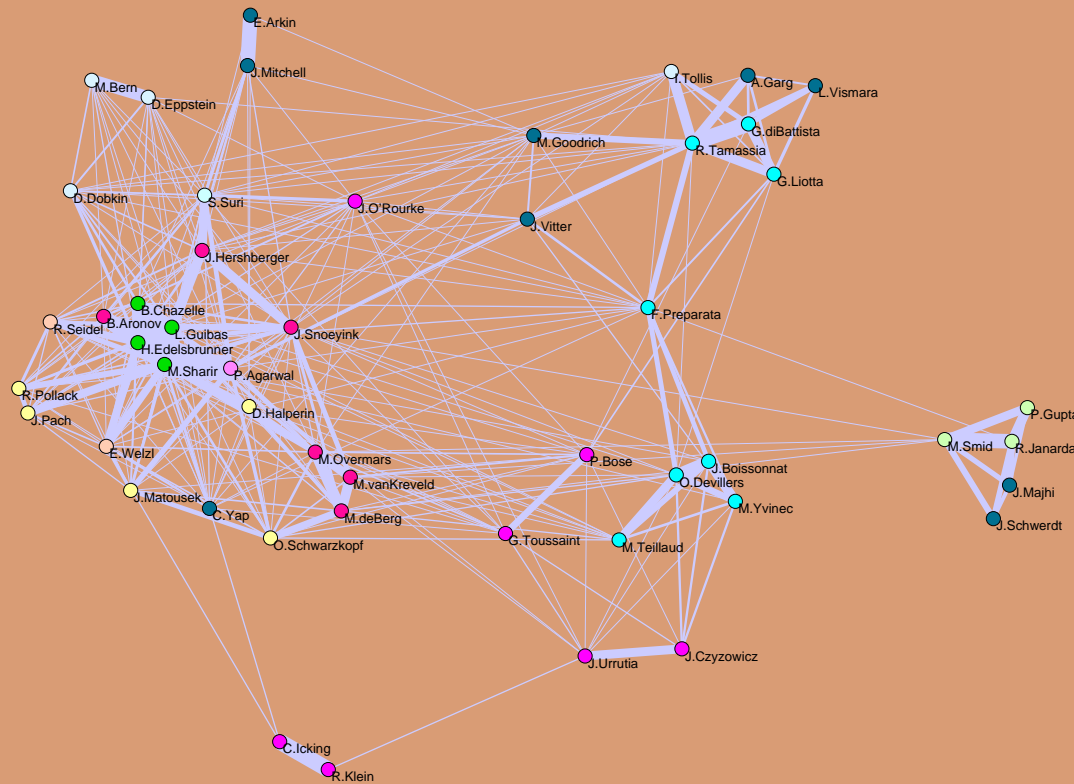 E.Arkin
J.Mitchell
I.Tollis
A.Garg
M.Bern
L.Vismara
D.Eppstein
G.diBattista
M.Goodrich
R.Tamassia
G.Liotta
D.Dobkin
S.Suri
J.O'Rourke
J.Vitter
J.Hershberger
B.Chazelle
F.Preparata
B.Aronov
R.Seidel
L.Guibas
J.Snoeyink
H.Edelsbrunner
M.Sharir
P.Agarwal
R.Pollack
D.Halperin
P.Gupta
J.Pach
M.Smid
R.Janarda
E.Welzl
M.Overmars
P.Bose
J.Boissonnat
O.Devillers
M.vanKreveld
J.Majhi
J.Matousek
M.Yvinec
C.Yap
M.deBerg
J.Schwerdt
G.Toussaint
O.Schwarzkopf
M.Teillaud
J.Urrutia
J.Czyzowicz
C.Icking
R.Klein